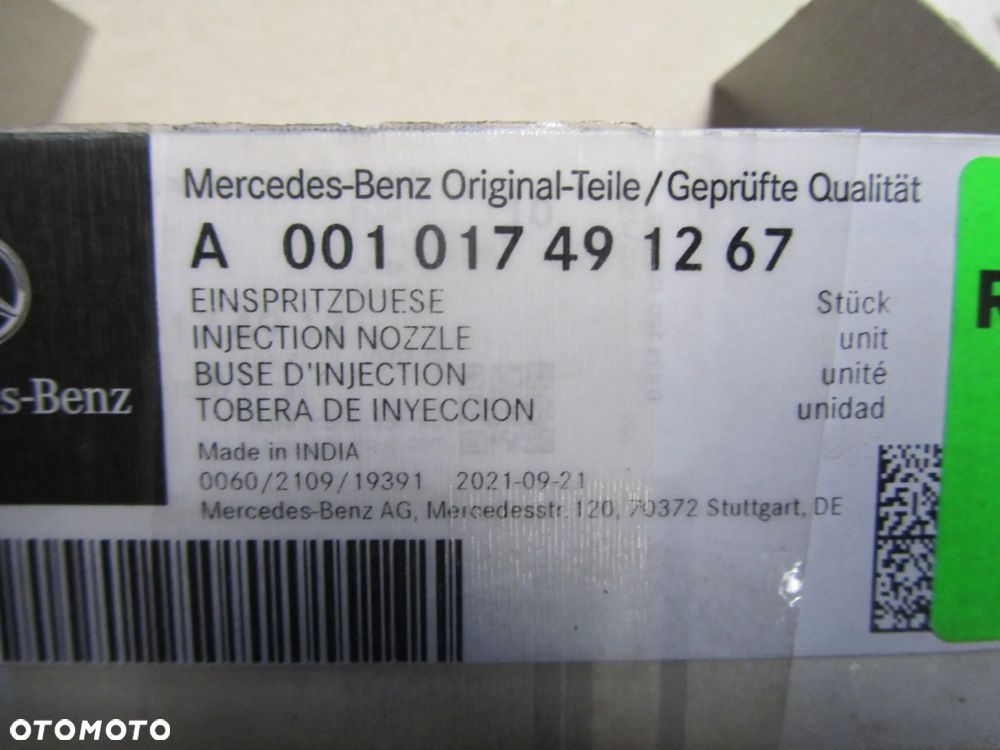 Mercedes-Benz Original-Teile/Geprüfte Qualität
A 001 017 49 12 67
EINSPRITZDUESE Stück
INJECTION NOZZLE unit
BUSE D'INJECTION unité
TOBERA DE INYECCION unidad
Made in INDIA
0060/2109/19391 2021-09-21
Mercedes-Benz AG, Mercedesstr. 120, 70372 Stuttgart, DE
s-Benz
R
OTOMOTO